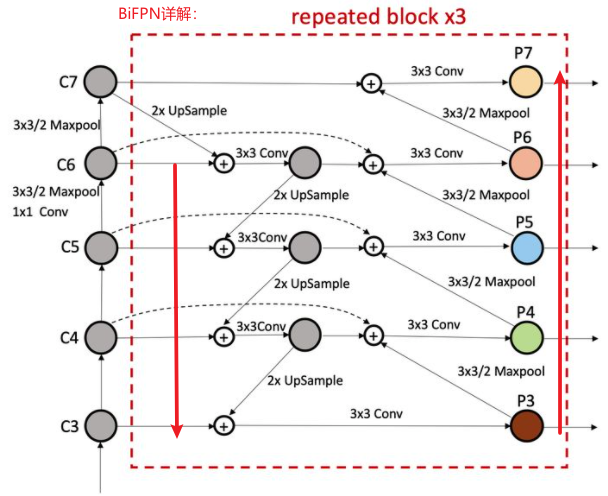 BiFPN详解：
repeated block x3
P7
C7
3x3 Conv
2x UpSample
3x3/2 Maxpool
3x3/2 Maxpool
P6
C6
3x3 Conv
3x3 Conv
3x3/2 Maxpool
1x1 Conv
2x UpSample
3x3/2 Maxpool
P5
C5
3x3Conv
3x3 Conv
2x UpSample
3x3/2 Maxpool
P4
C4
3x3Conv
3x3 Conv
2x UpSample
3x3/2 Maxpool
P3
C3
3x3 Conv